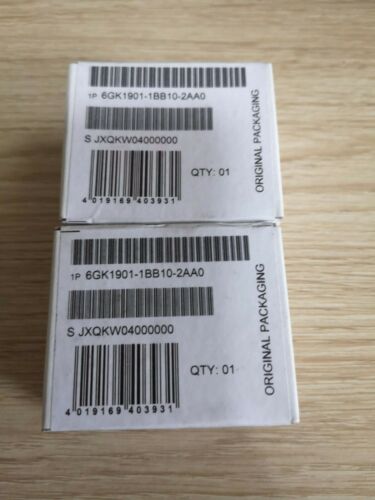 1P 6GK1901-1BB10-2AA0
S JXQKW04000000
QTY: 01
4 019169 403931
ORIGINAL PACKAGING
1P 6GK1901-1BB10-2AA0
S JXQKW04000000
QTY: 01
4 019169 403931
ORIGINAL PACKAGING